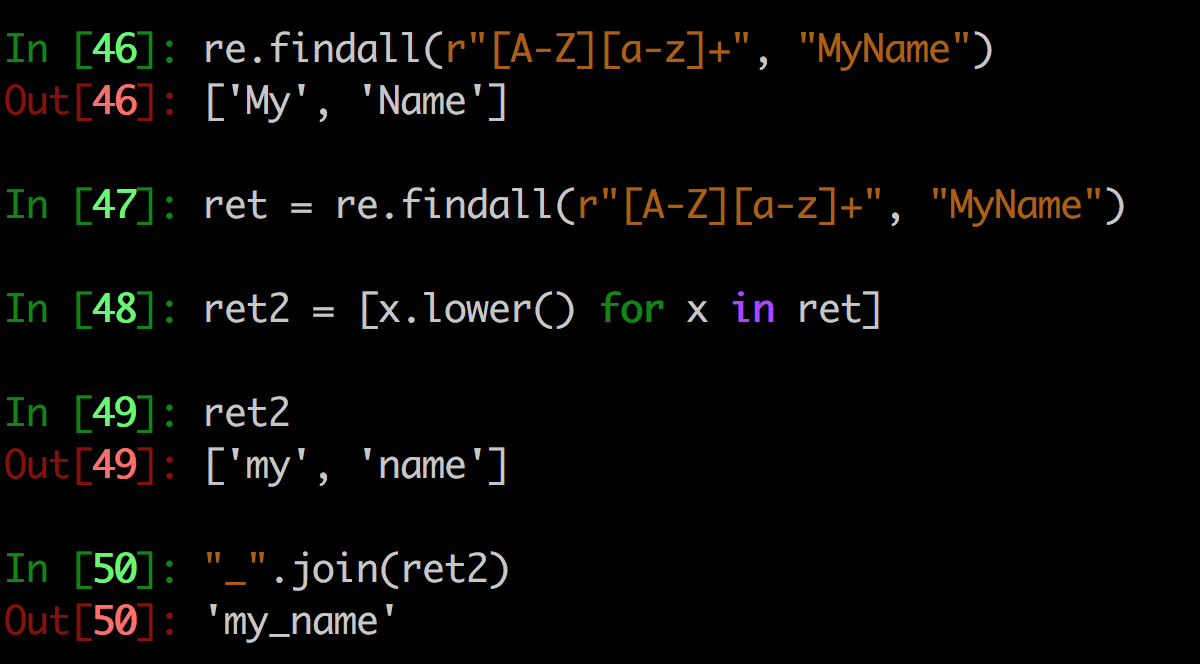 In [46]: re.findall(r"[A-Z][a-z]+", "MyName")
Out[46]: ['My', 'Name']
In [47]: ret = re.findall(r"[A-Z][a-z]+", "MyName")
In [48]: ret2 = [x.lower() for x in ret]
In [49]: ret2
Out[49]: ['my', 'name']
In [50]: "_".join(ret2)
Out[50]: 'my_name'